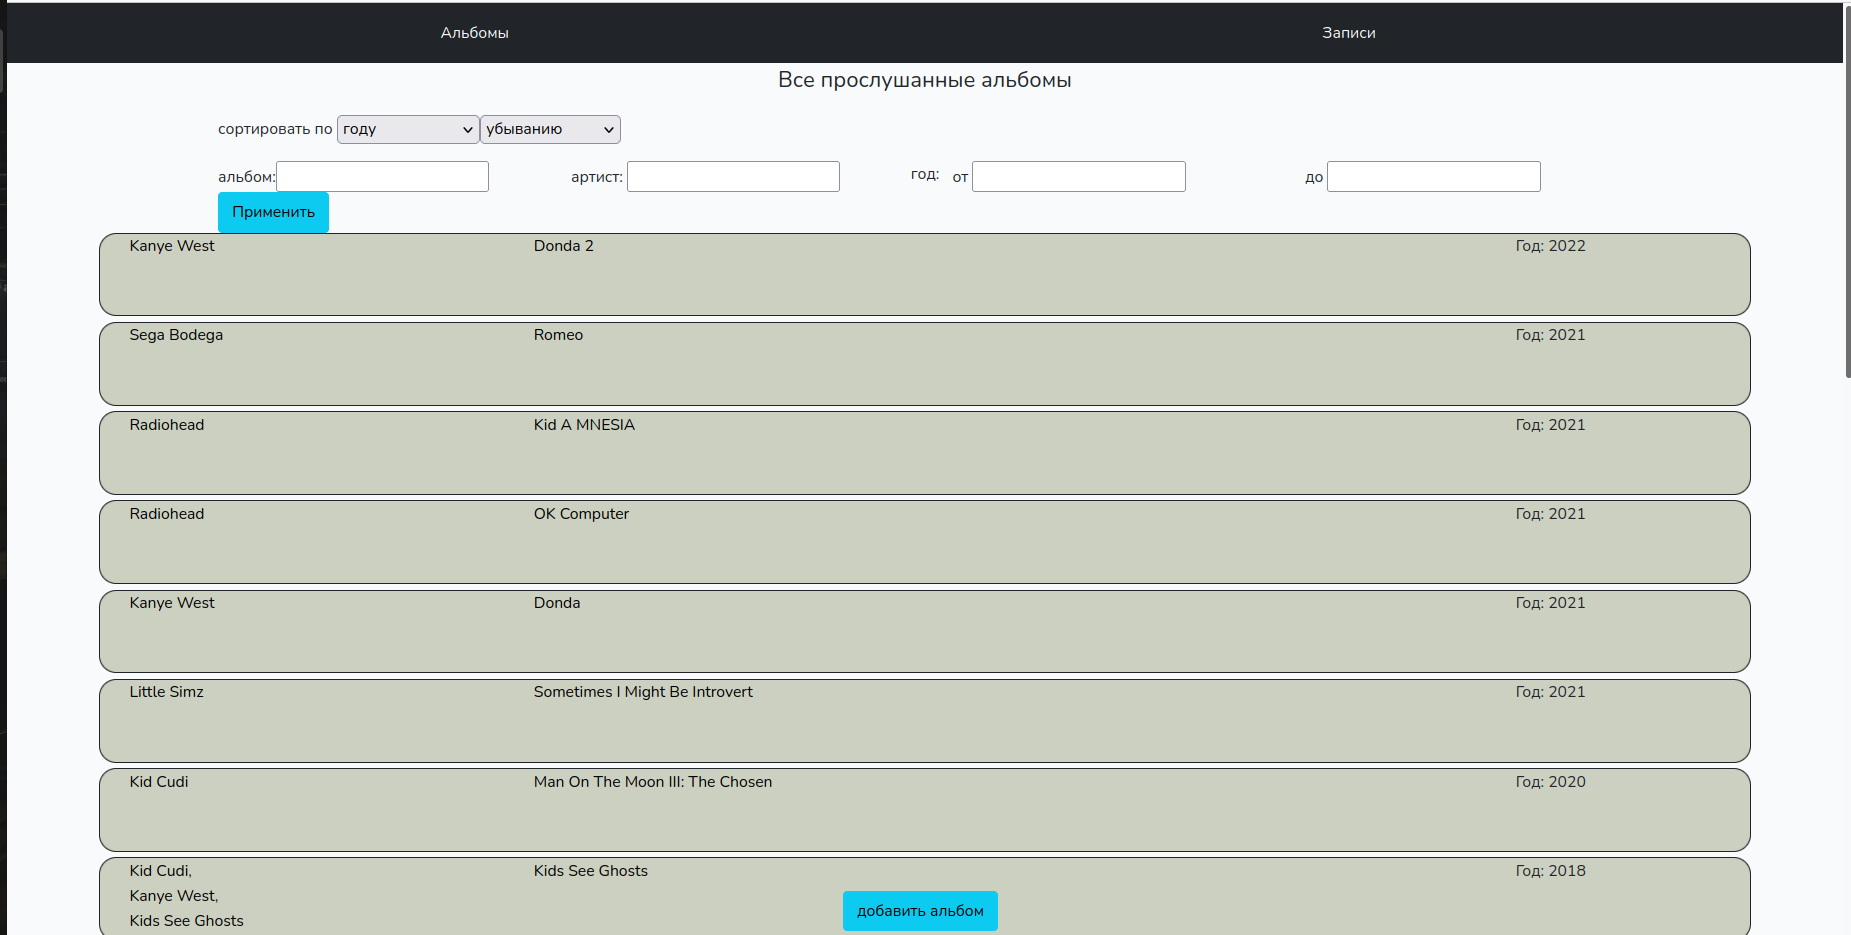 Альбомы Записи
Все прослушанные альбомы
сортировать по году убыванию
альбом: артист: год: от до
Применить
Kanye West Donda 2 Год: 2022
Sega Bodega Romeo Год: 2021
Radiohead Kid A MNESIA Год: 2021
Radiohead OK Computer Год: 2021
Kanye West Donda Год: 2021
Little Simz Sometimes I Might Be Introvert Год: 2021
Kid Cudi Man On The Moon III: The Chosen Год: 2020
Kid Cudi, Kids See Ghosts Год: 2018
Kanye West,
Kids See Ghosts
добавить альбом